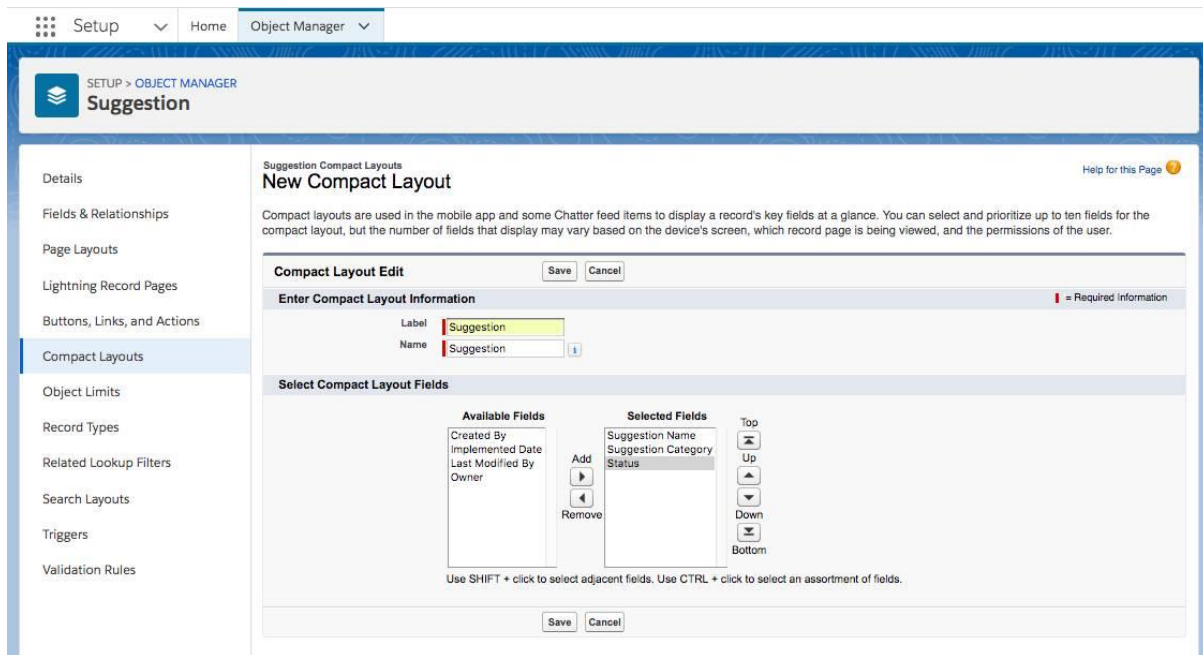 Setup
Home
Object Manager
SETUP > OBJECT MANAGER
Suggestion
Details
Fields & Relationships
Page Layouts
Lightning Record Pages
Buttons, Links, and Actions
Compact Layouts
Object Limits
Record Types
Related Lookup Filters
Search Layouts
Triggers
Validation Rules
Suggestion Compact Layouts
New Compact Layout
Help for this Page
Compact layouts are used in the mobile app and some Chatter feed items to display a record's key fields at a glance. You can select and prioritize up to ten fields for the
compact layout, but the number of fields that display may vary based on the device's screen, which record page is being viewed, and the permissions of the user.
Compact Layout Edit
Save
Cancel
Enter Compact Layout Information
= Required Information
Label
Suggestion
Name
Suggestion
i
Select Compact Layout Fields
Available Fields
Created By
Implemented Date
Last Modified By
Owner
Add
Remove
Selected Fields
Suggestion Name
Suggestion Category
Status
Top
Up
Down
Bottom
Use SHIFT + click to select adjacent fields. Use CTRL + click to select an assortment of fields.
Save
Cancel